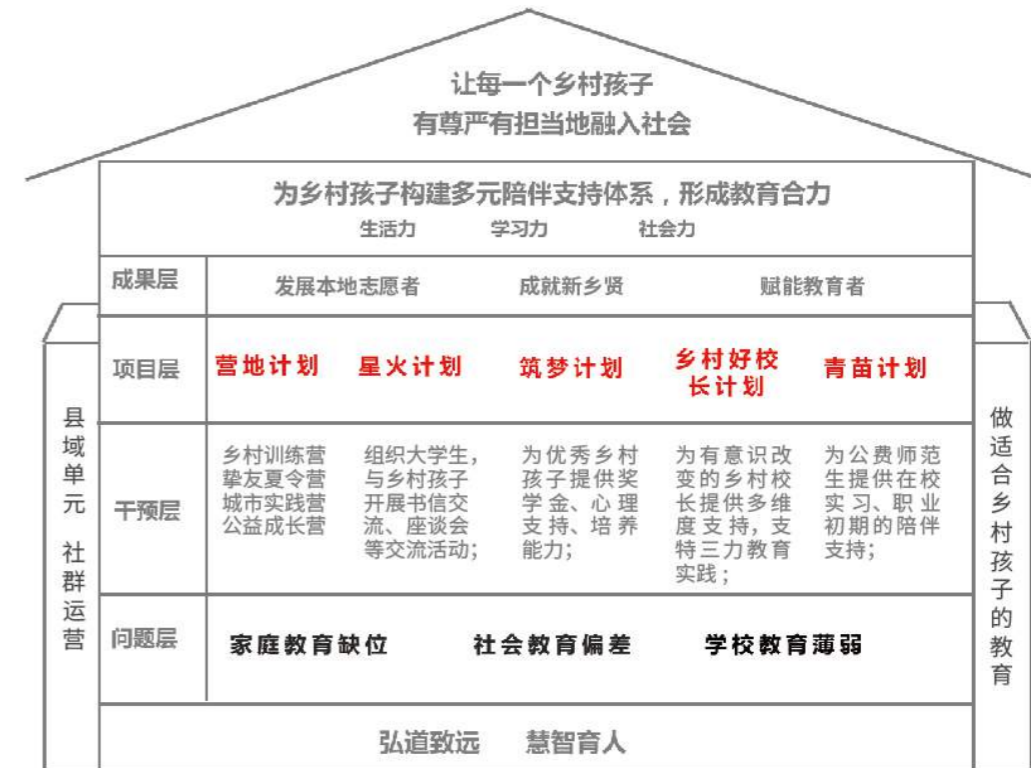 让每一个乡村孩子
有尊严有担当地融入社会
为乡村孩子构建多元陪伴支持体系，形成教育合力
生活力 学习力 社会力
成果层 发展本地志愿者 成就新乡贤 赋能教育者
项目层
营地计划
星火计划
筑梦计划
乡村好校
长计划
青苗计划
干预层
乡村训练营
挚友夏令营
城市实践营
公益成长营
组织大学生，
与乡村孩子
开展书信交
流、座谈会
等交流活动；
为优秀乡村
孩子提供奖
学金、心理
支持、培养
能力；
为有意识改
变的乡村校
长提供多维
度支持，支
特三力教育
实践；
为公费师范
生提供在校
实习、职业
初期的陪伴
支持；
问题层 家庭教育缺位 社会教育偏差 学校教育薄弱
弘道致远 慧智育人
县域单元 社群运营
做适合乡村孩子的教育